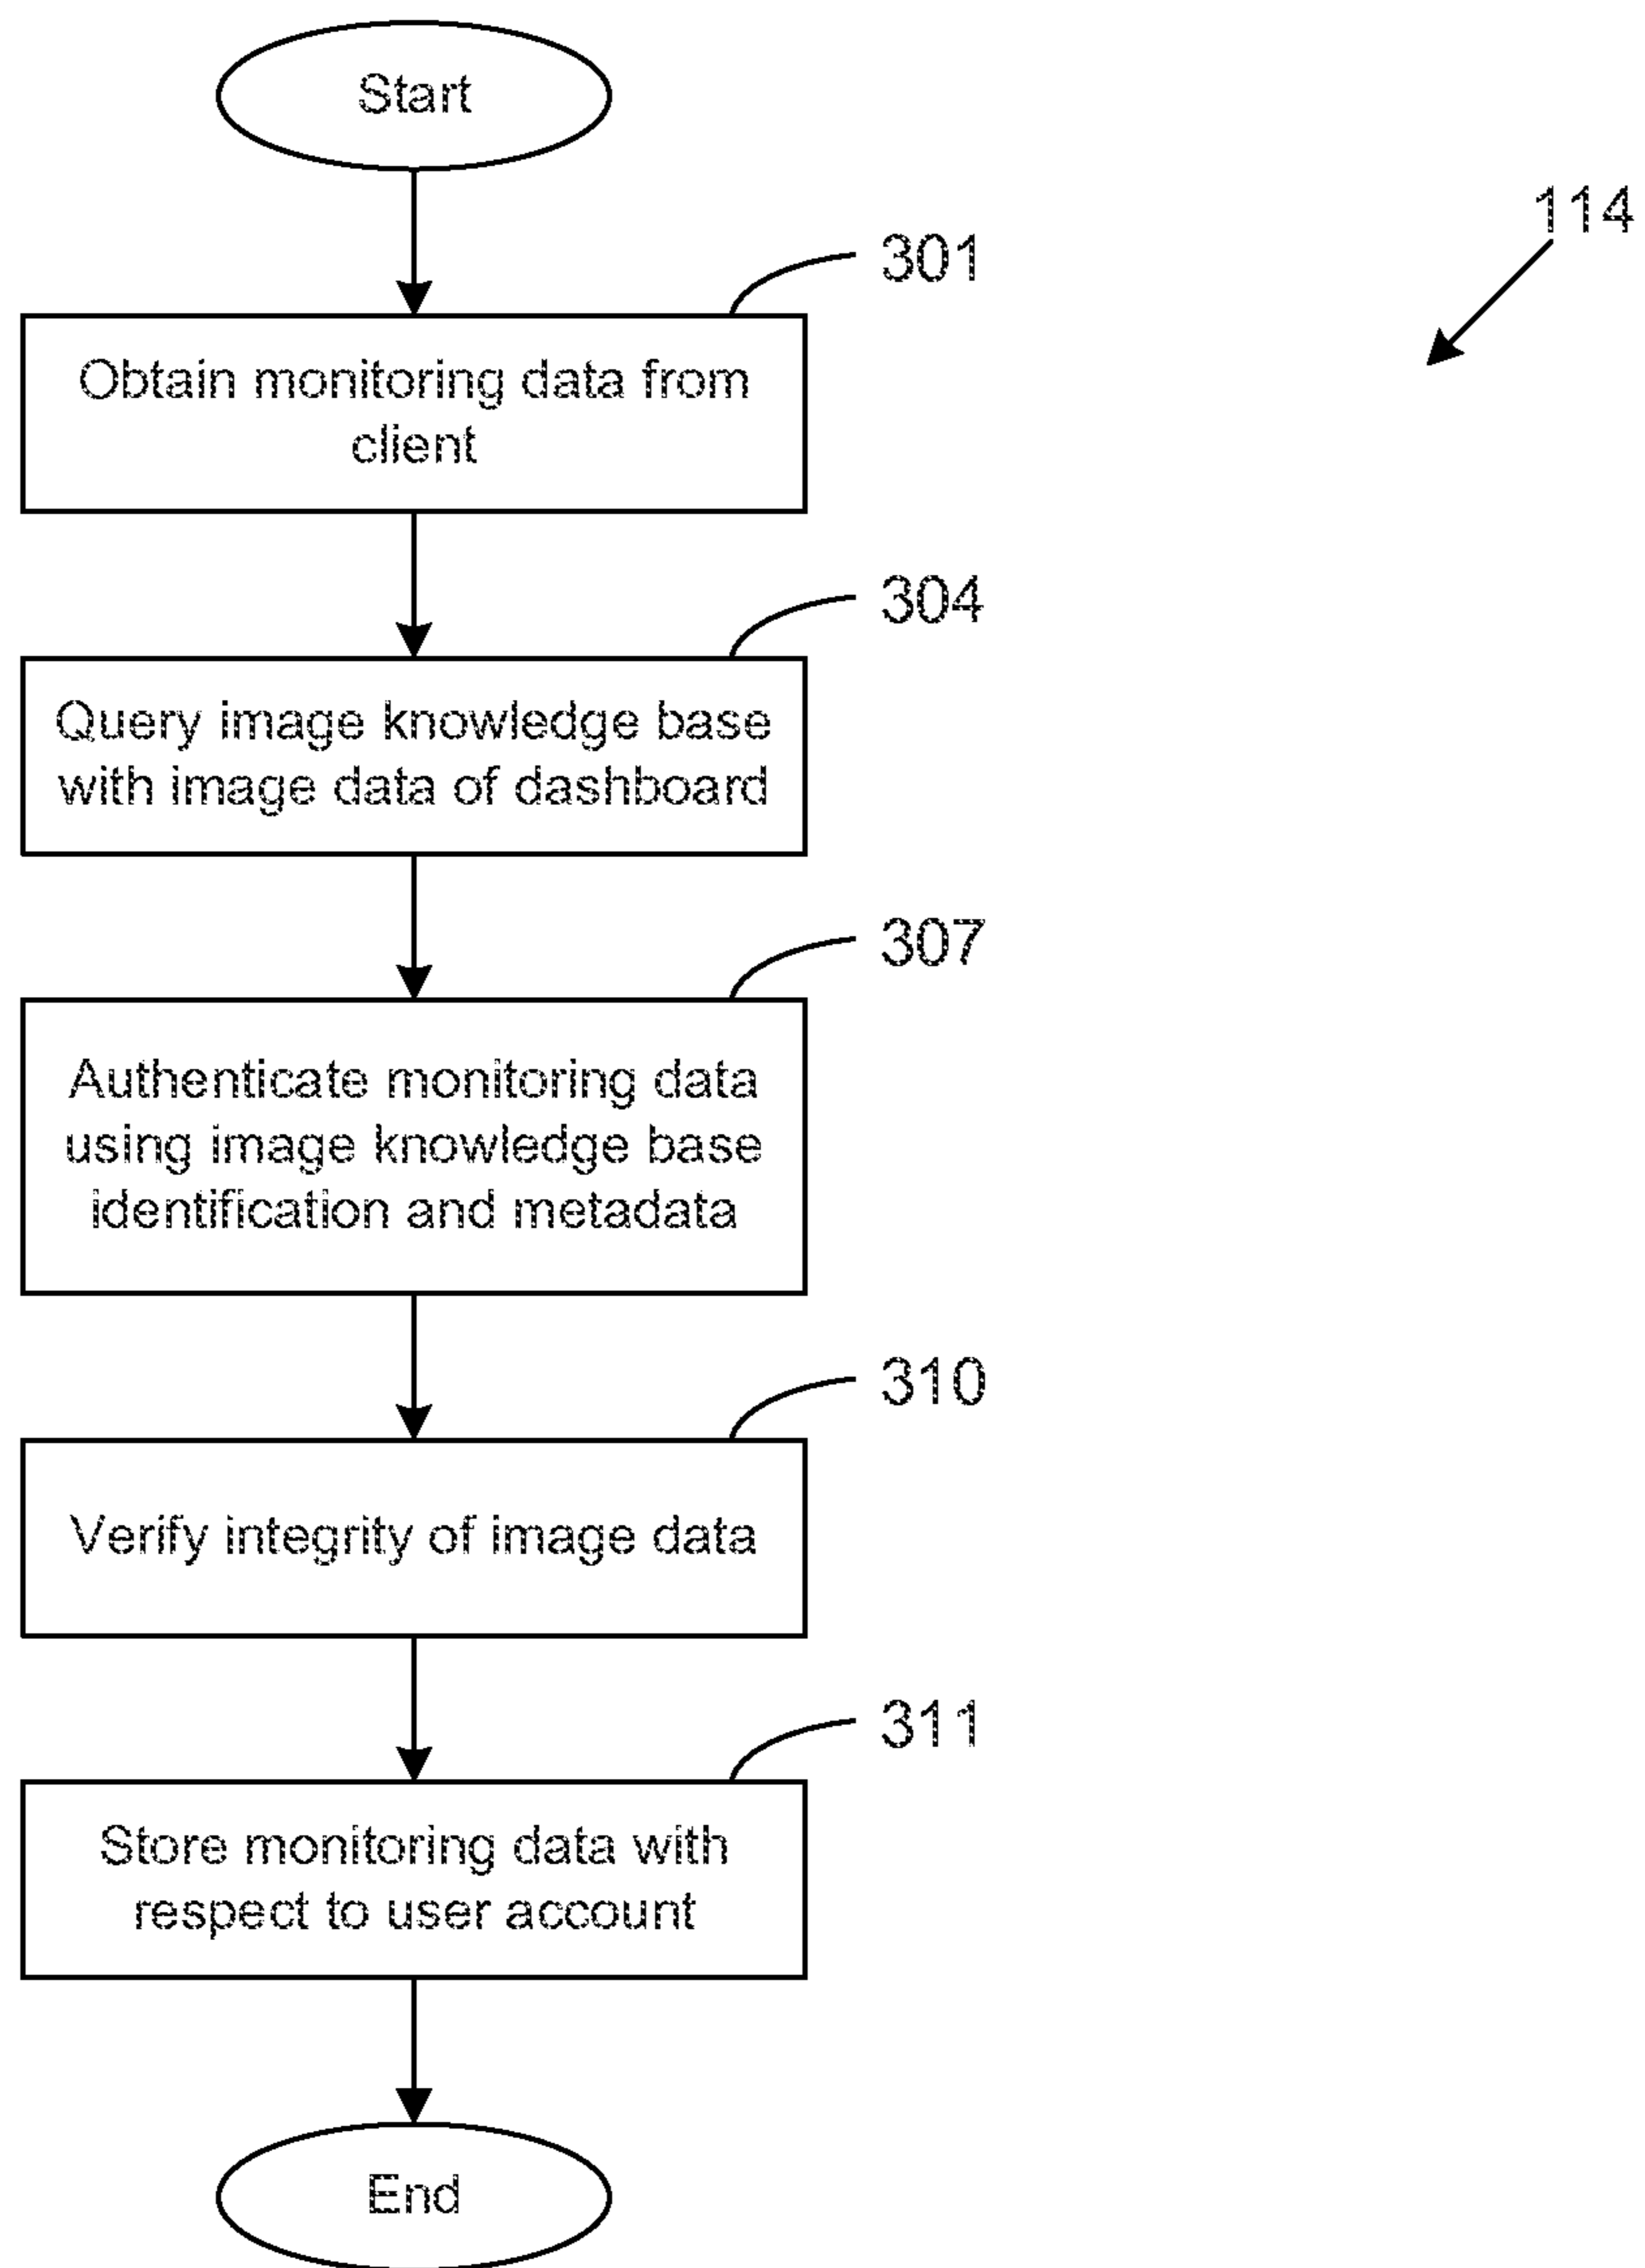 Start
114
301
Obtain monitoring data from
client
304
Query image knowledge base
with image data of dashboard
307
Authenticate monitoring data
using image knowledge base
identification and metadata
310
Verify integrity of image data
311
Store monitoring data with
respect to user account
End